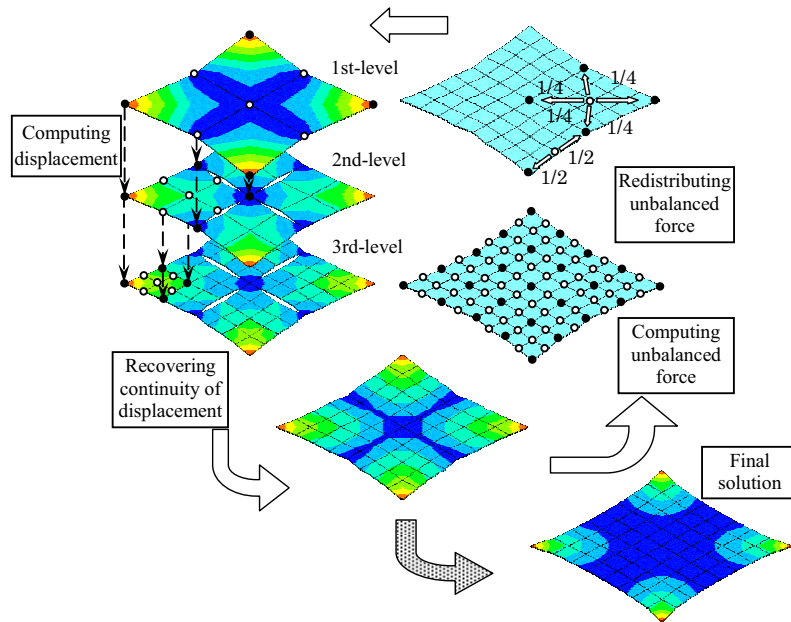 1st-level
1/4
1/4
1/4
1/4
1/2
1/2
Computing
displacement
2nd-level
Redistributing
unbalanced
force
3rd-level
Computing
unbalanced
force
Recovering
continuity of
displacement
Final
solution